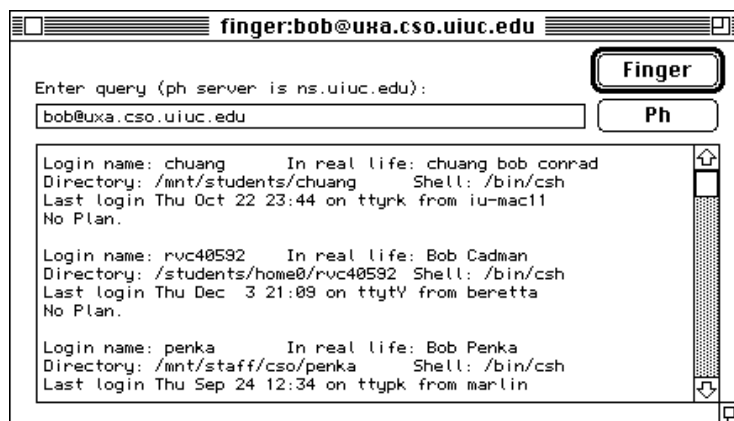 finger:bob@uxa.cso.uiuc.edu
Finger
Enter query (ph server is ns.uiuc.edu):
bob@uxa.cso.uiuc.edu
Ph
Login name: chuang In real life: chuang bob conrad
Directory: /mnt/students/chuang Shell: /bin/csh
Last login Thu Oct 22 23:44 on ttyrk from iu-mac11
No Plan.
Login name: rvc40592 In real life: Bob Cadman
Directory: /students/home0/rvc40592 Shell: /bin/csh
Last login Thu Dec 3 21:09 on ttytY from beretta
No Plan.
Login name: penka In real life: Bob Penka
Directory: /mnt/staff/cso/penka Shell: /bin/csh
Last login Thu Sep 24 12:34 on ttypk from marlin